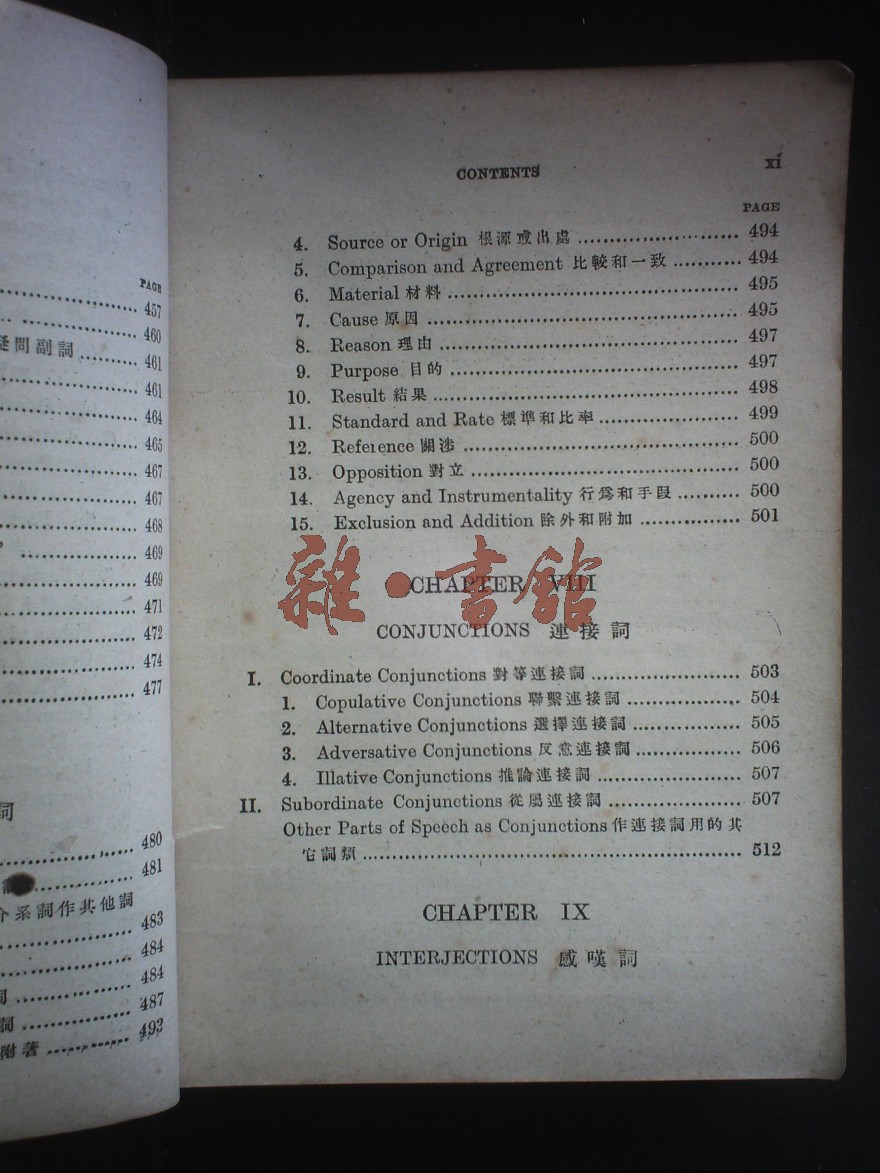 PAGE
457
460
疑問副詞 461
461
464
465
467
467
468
469
469
471
472
474
477
詞
480
481
介系詞作其他詞
483
484
詞 484
詞 487
附著 492
CONTENTS xi
PAGE
4. Source or Origin 根源或出處 494
5. Comparison and Agreement 比較和一致 494
6. Material 材料 495
7. Cause 原因 495
8. Reason 理由 497
9. Purpose 目的 497
10. Result 結果 498
11. Standard and Rate 標準和比率 499
12. Reference 關涉 500
13. Opposition 對立 500
14. Agency and Instrumentality 行爲和手段 500
15. Exclusion and Addition 除外和附加 501
雜·書館
CHAPTER VIII
CONJUNCTIONS 連接詞
I. Coordinate Conjunctions 對等連接詞 503
1. Copulative Conjunctions 聯繫連接詞 504
2. Alternative Conjunctions 選擇連接詞 505
3. Adversative Conjunctions 反意連接詞 506
4. Illative Conjunctions 推論連接詞 507
II. Subordinate Conjunctions 從屬連接詞 507
Other Parts of Speech as Conjunctions 作連接詞用的其
它詞類 512
CHAPTER IX
INTERJECTIONS 感嘆詞